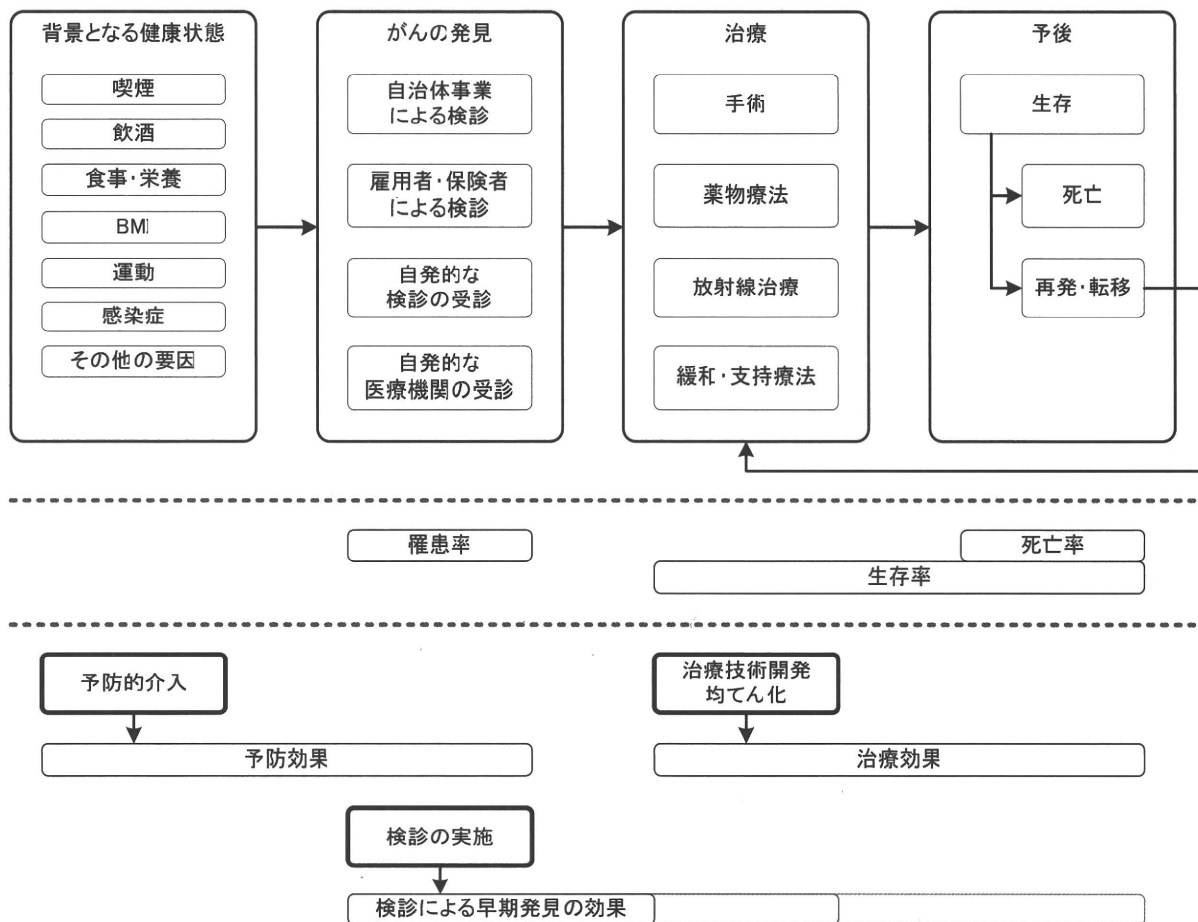 背景となる健康状態
喫煙
飲酒
食事・栄養
BMI
運動
感染症
その他の要因
がんの発見
自治体事業
による検診
雇用者・保険者
による検診
自発的な
検診の受診
自発的な
医療機関の受診
治療
手術
薬物療法
放射線治療
緩和・支持療法
予後
生存
死亡
再発・転移
罹患率
死亡率
生存率
予防的介入
治療技術開発
均てん化
予防効果
治療効果
検診の実施
検診による早期発見の効果